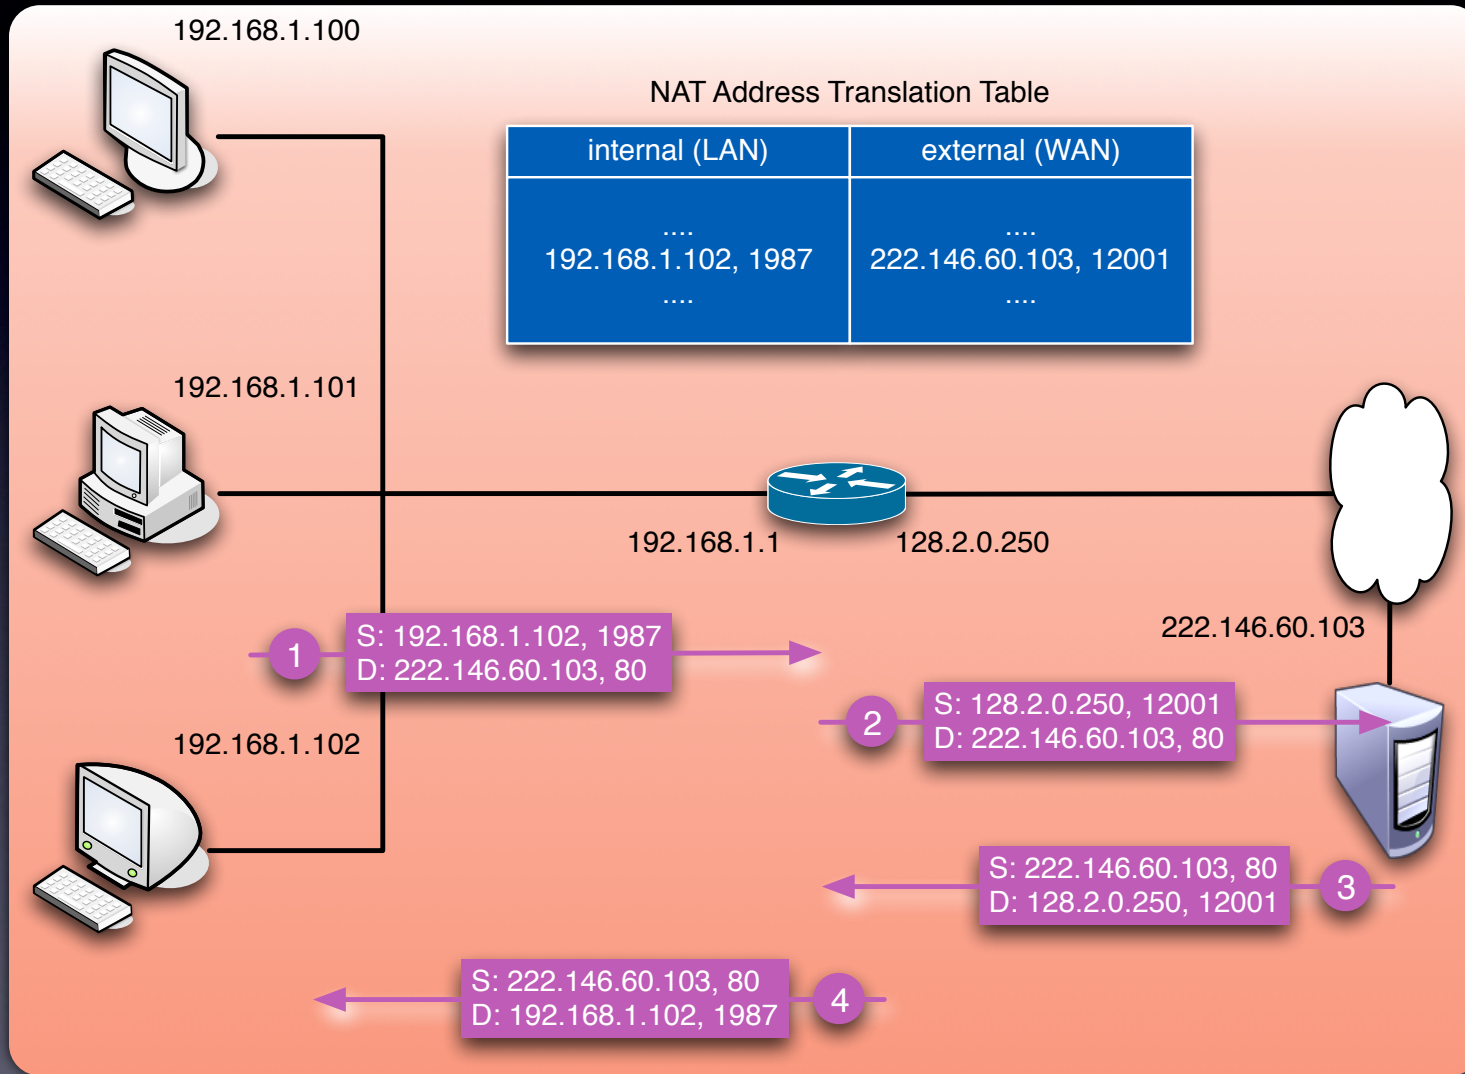 192.168.1.100
NAT Address Translation Table
internal (LAN)
external (WAN)
....
192.168.1.102, 1987
....
....
222.146.60.103, 12001
....
192.168.1.101
192.168.1.1
128.2.0.250
222.146.60.103
1
S: 192.168.1.102, 1987
D: 222.146.60.103, 80
2
S: 128.2.0.250, 12001
D: 222.146.60.103, 80
192.168.1.102
S: 222.146.60.103, 80
D: 128.2.0.250, 12001
3
S: 222.146.60.103, 80
D: 192.168.1.102, 1987
4